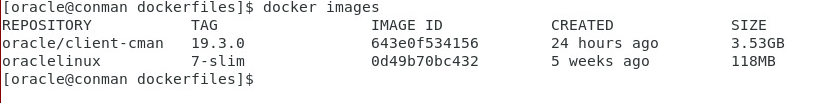 [oracle@conman dockerfiles]$ docker images
REPOSITORY TAG IMAGE ID CREATED SIZE
oracle/client-cman 19.3.0 643e0f534156 24 hours ago 3.53GB
oraclelinux 7-slim 0d49b70bc432 5 weeks ago 118MB
[oracle@conman dockerfiles]$